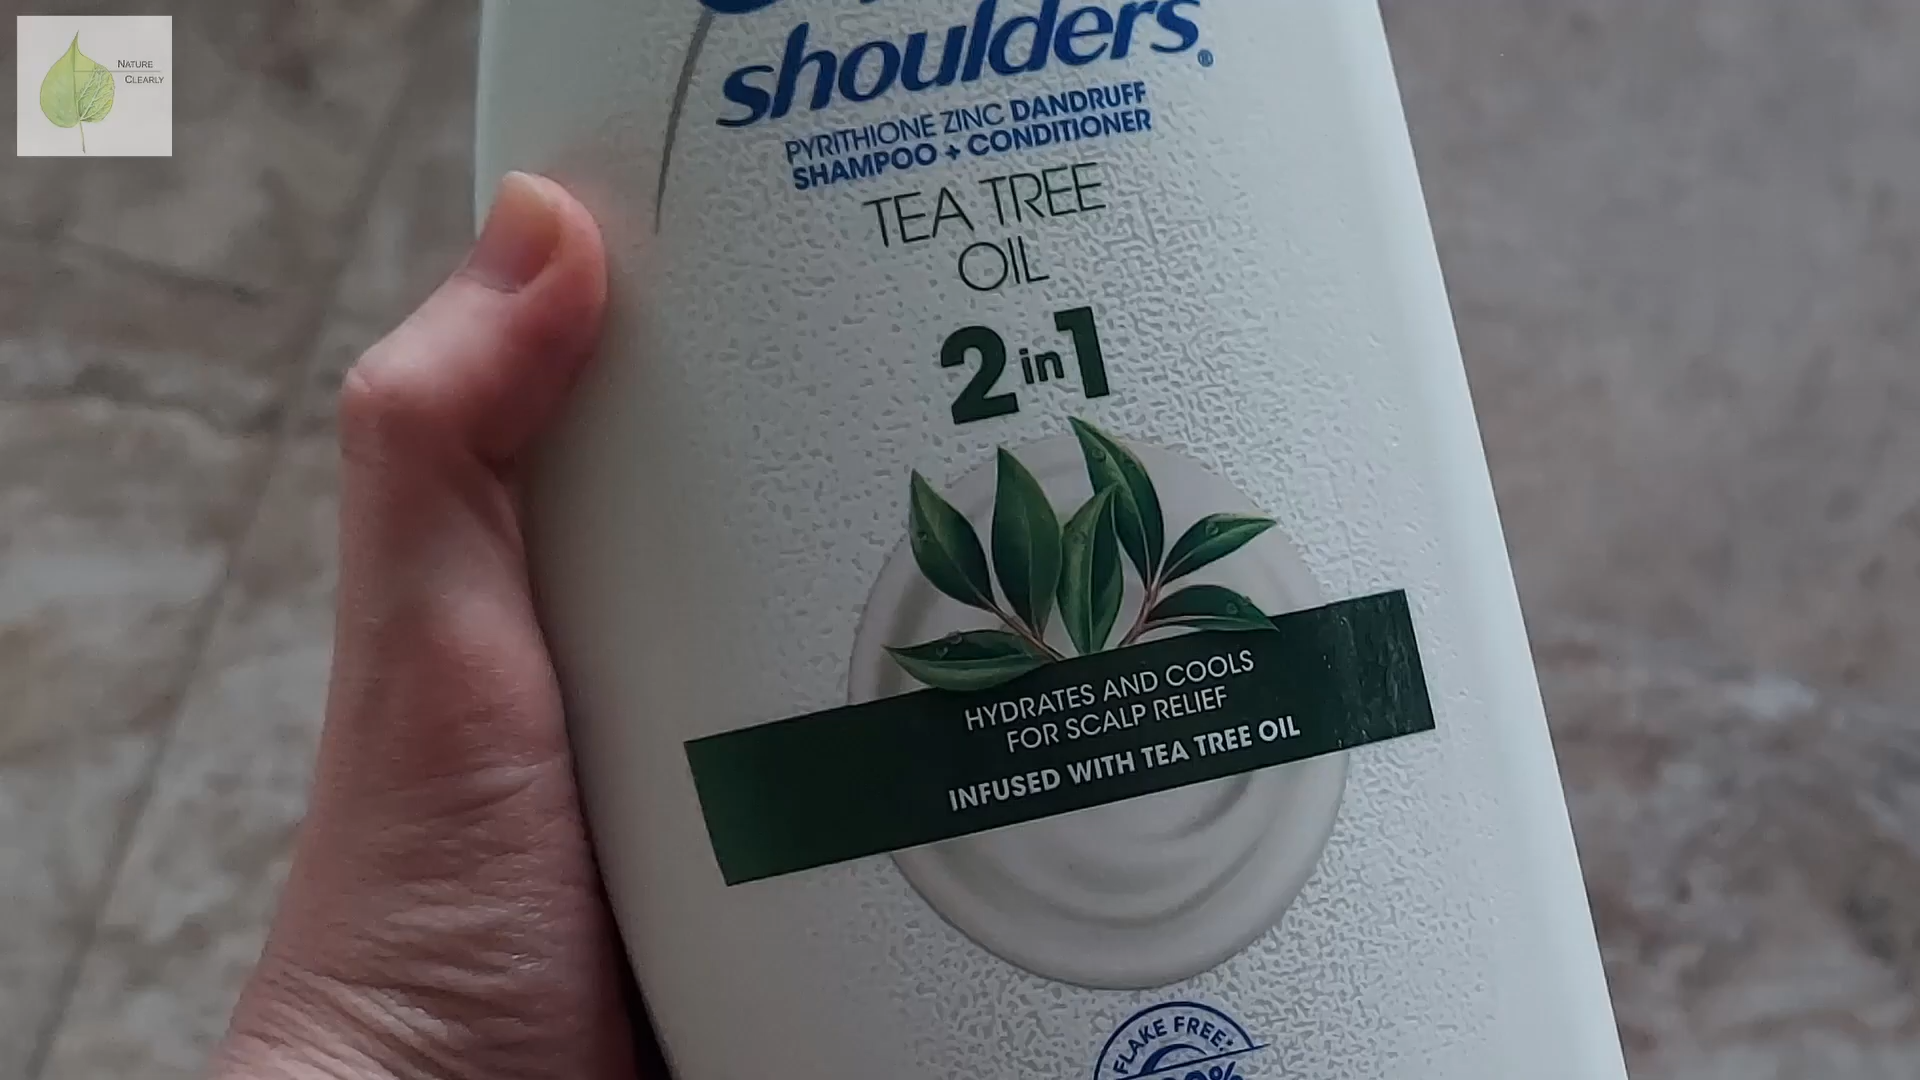 NATURE
CLEARLY
shoulders®
PYRITHIONE ZINC DANDRUFF
SHAMPOO + CONDITIONER
TEA TREE
OIL
2 in 1
HYDRATES AND COOLS
FOR SCALP RELIEF
INFUSED WITH TEA TREE OIL
FLAKE FREE: